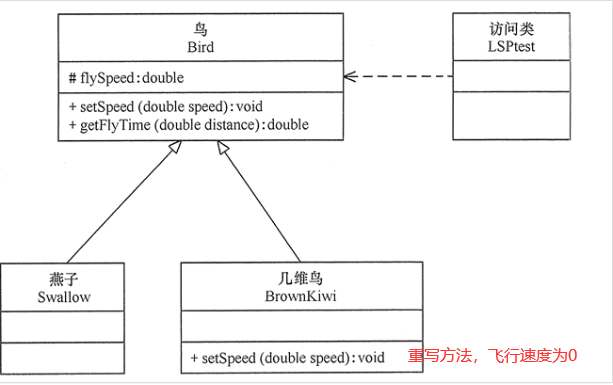 鸟
Bird
# flySpeed:double
+ setSpeed (double speed):void
+ getFlyTime (double distance):double
访问类
LSPtest
燕子
Swallow
几维鸟
BrownKiwi
+ setSpeed (double speed):void
重写方法，飞行速度为0